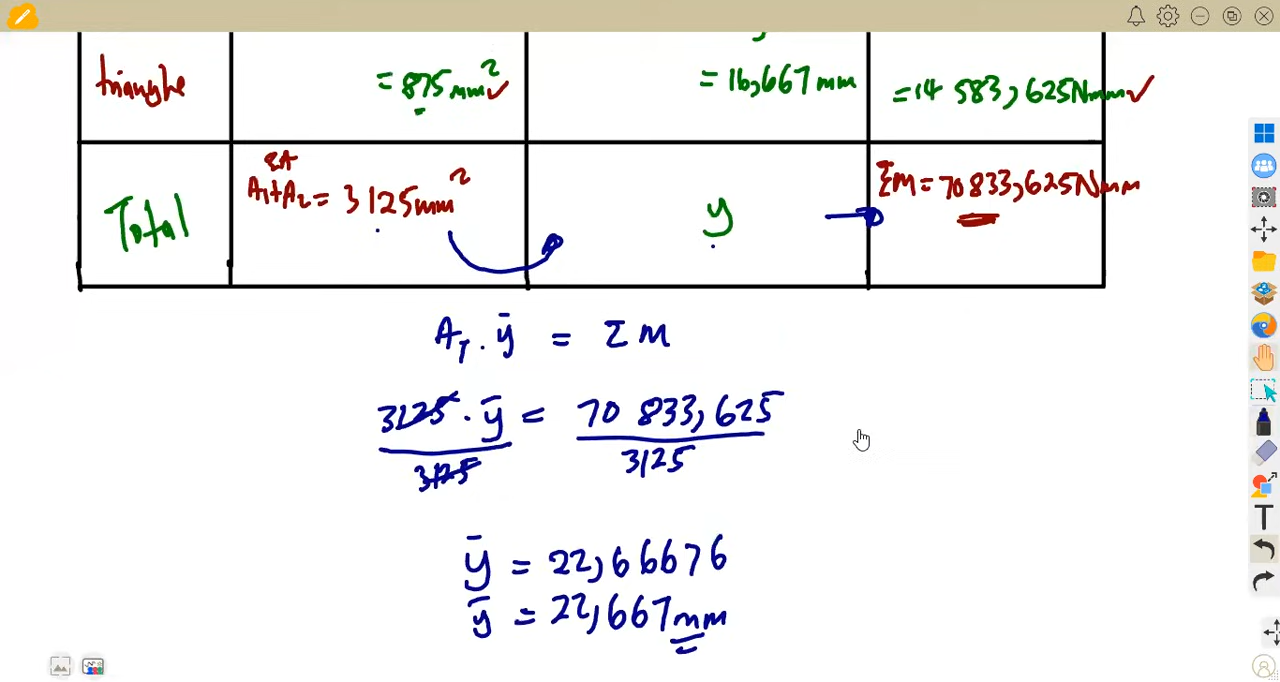 triangle
= 875 mm² ✓
= 16,667 mm
= 14 583,625 Nmm ✓
Total
ΣA
A₁+A₂ = 3125 mm²
y
ΣM = 70 833,625 Nmm
A_T . ȳ = ΣM
3125 . ȳ = 70 833,625
3125 3125
ȳ = 22,66676
ȳ = 22,667 mm
T